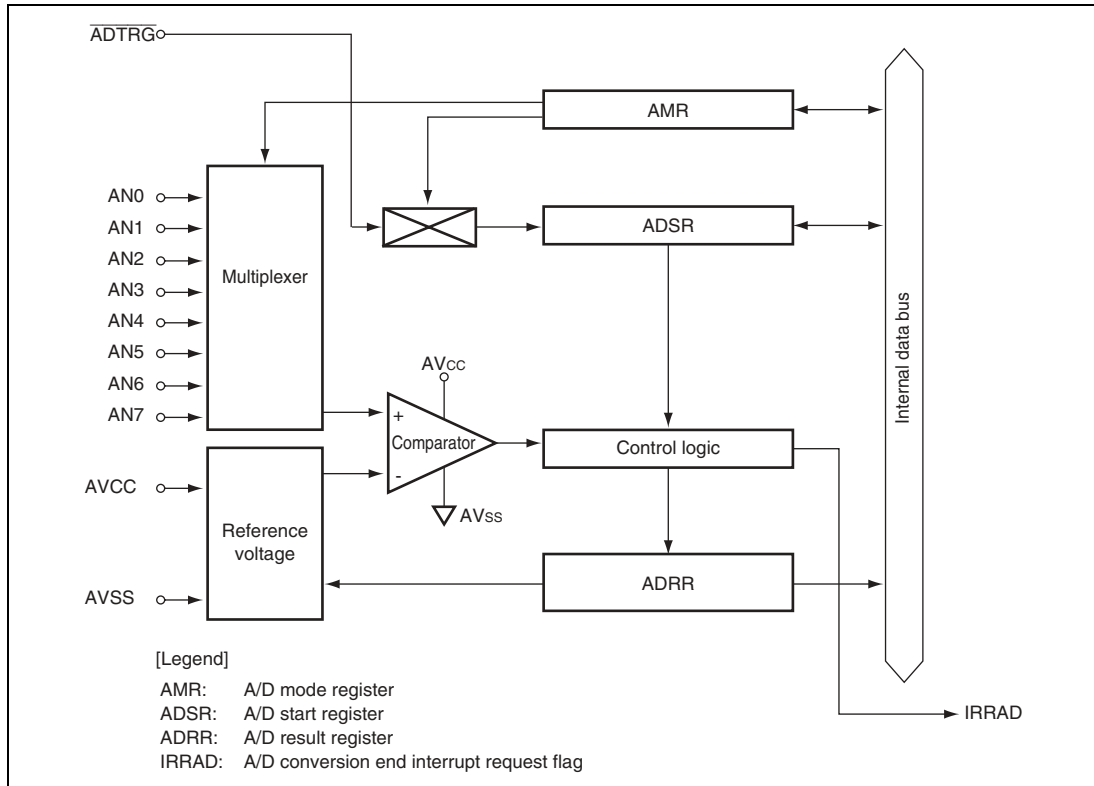 ADTRG
AMR
AN0
AN1
AN2
AN3
AN4
AN5
AN6
AN7
Multiplexer
ADSR
Internal data bus
AVCC
+
Comparator
-
AVSS
Control logic
AVCC
Reference
voltage
AVSS
ADRR
IRRAD
[Legend]
AMR: A/D mode register
ADSR: A/D start register
ADRR: A/D result register
IRRAD: A/D conversion end interrupt request flag